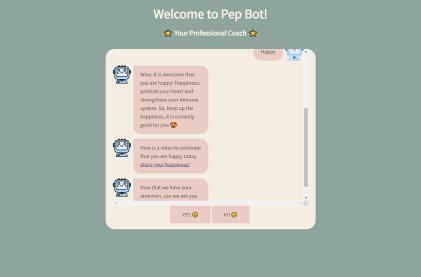 Welcome to Pep Bot!
⭐ Your Professional Coach ⭐
Happy
Wow, it is awesome that
you are happy! Happiness
protects your heart and
strengthens your immune
system. So, keep up the
happiness, it is certainly
good for you 😍
Here is a video to celebrate
that you are happy today
share your happiness!
Now that we have your
attention, can we ask you
YES! 😀 NO 😑